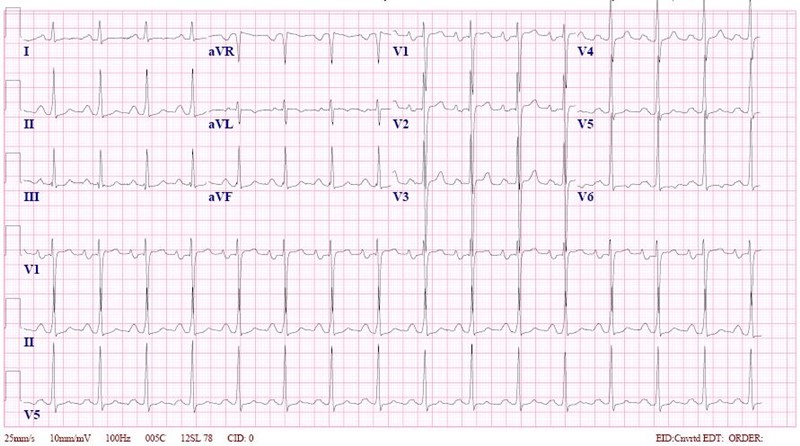 I aVR V1 V4
II aVL V2 V5
III aVF V3 V6
V1
II
V5
25mm/s 10mm/mV 100Hz 005C 12SL 78 CID: 0 EID:Cnvrtd EDT: ORDER: